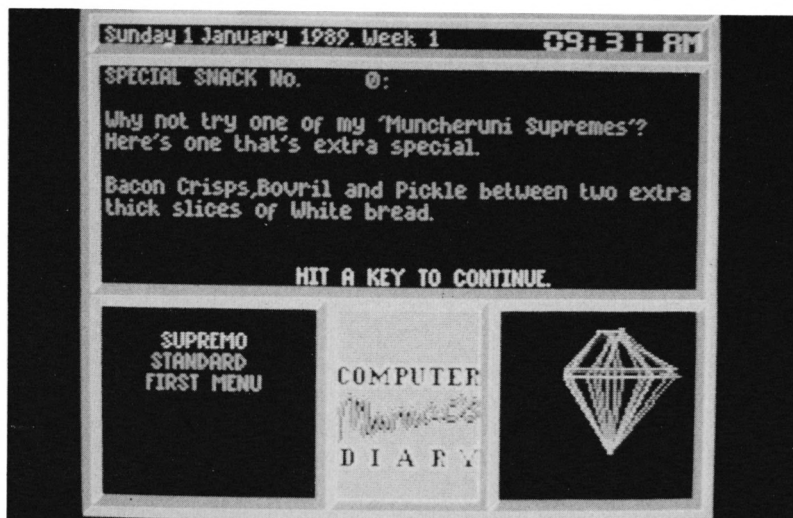 Sunday 1 January 1989. Week 1
09:31 AM
SPECIAL SNACK No. 0:
Why not try one of my 'Muncheruni Supremes'?
Here's one that's extra special.
Bacon Crisps,Bovril and Pickle between two extra
thick slices of White bread.
HIT A KEY TO CONTINUE.
SUPREMO
STANDARD
FIRST MENU
COMPUTER
DIARY